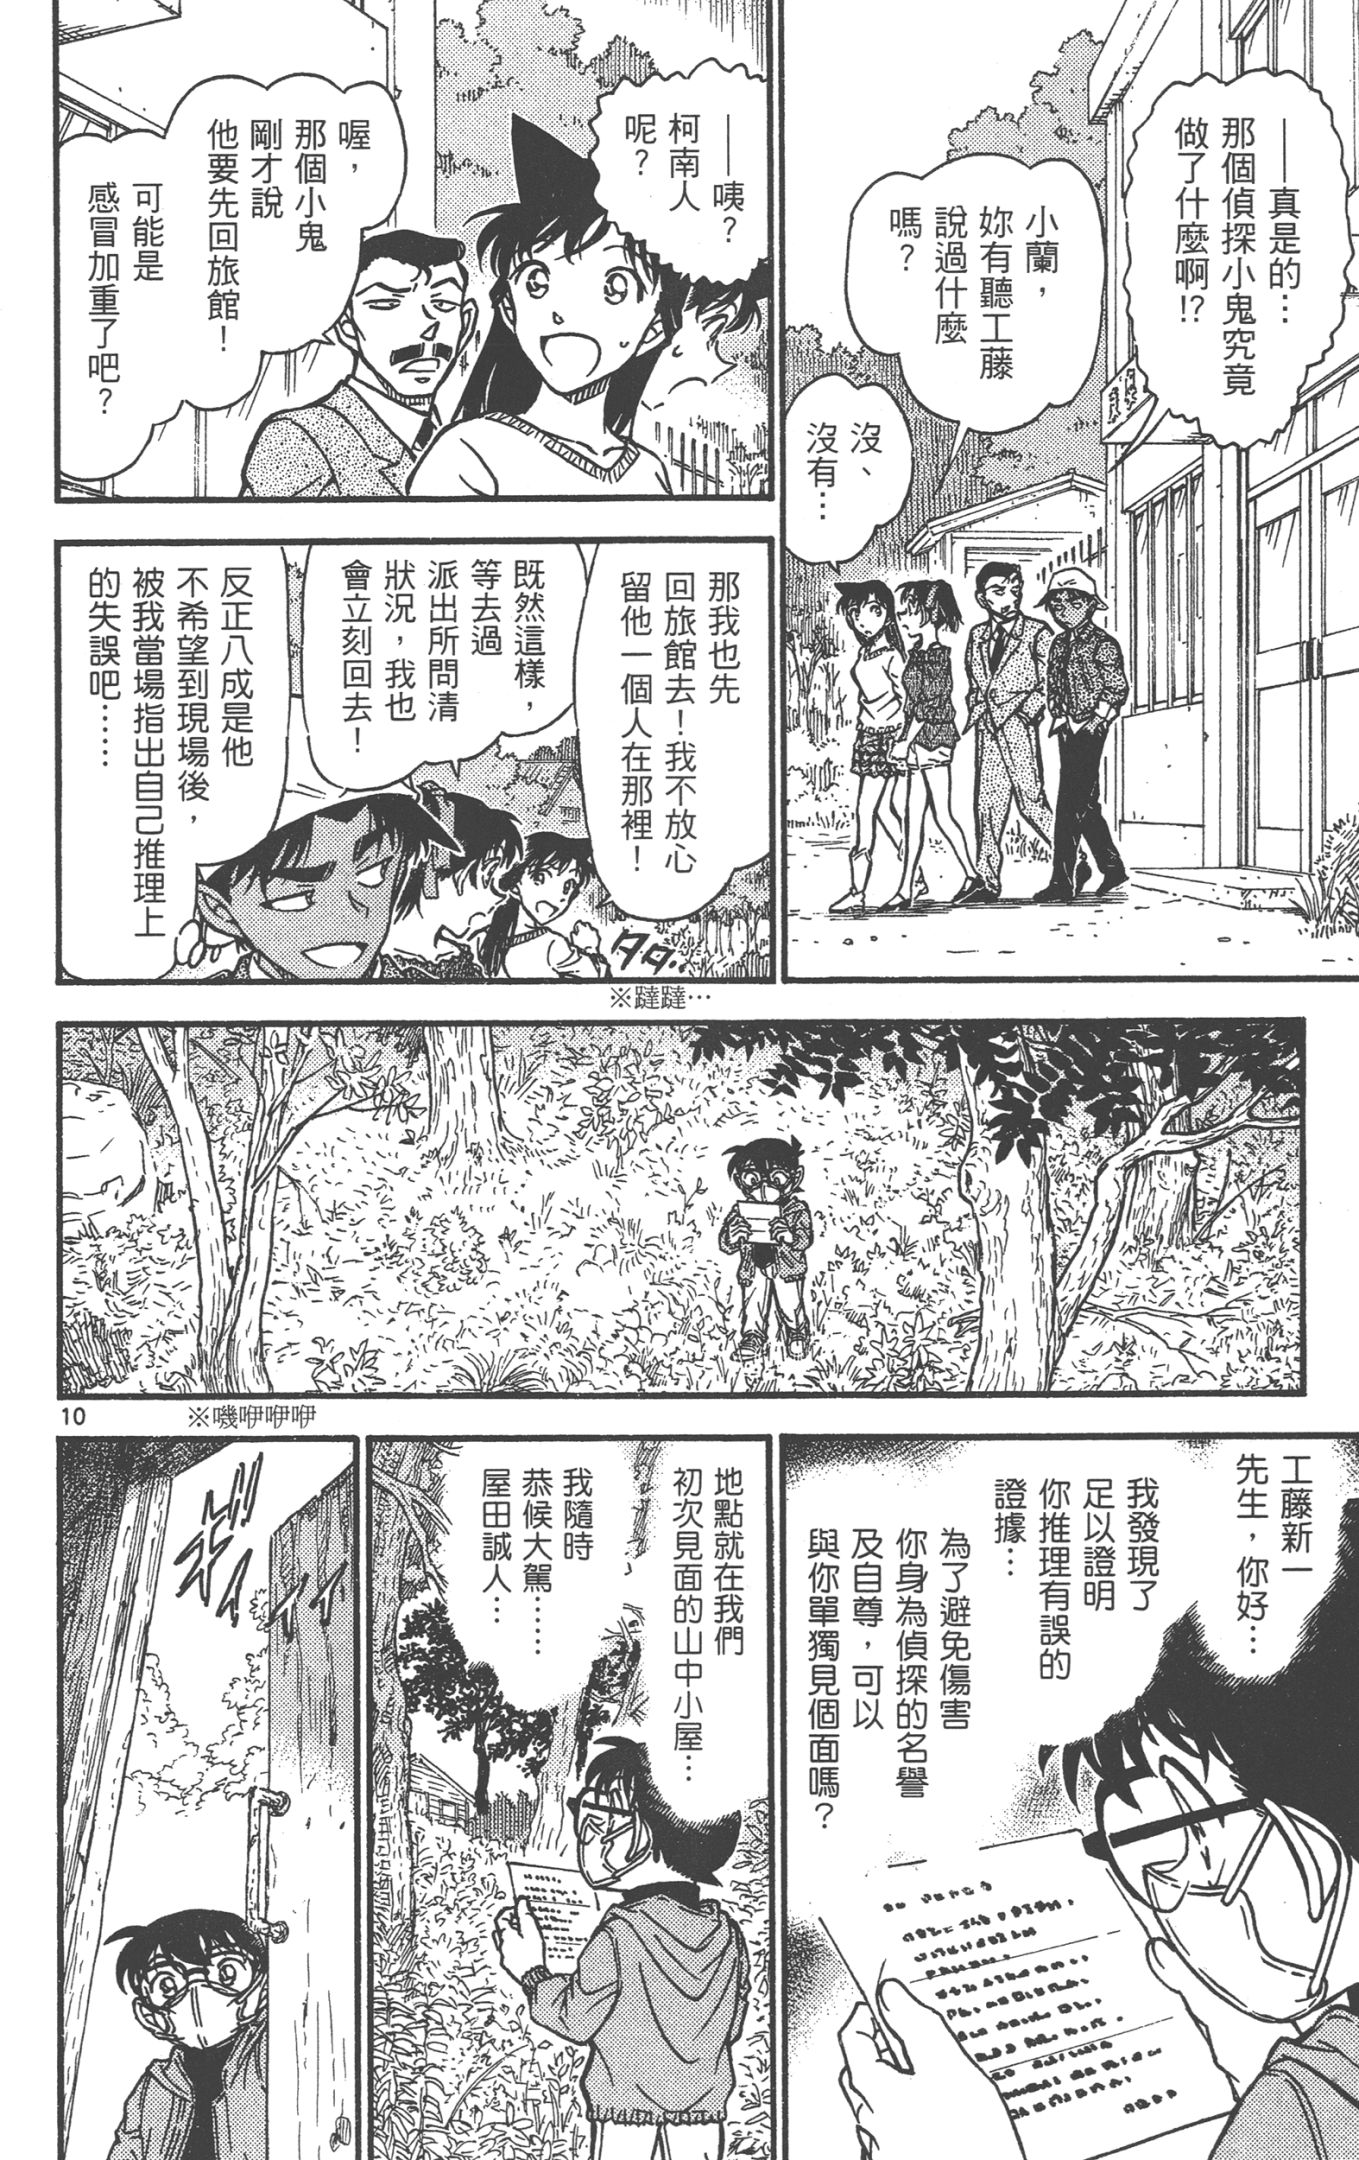 ——真是的…
那個偵探小鬼究竟
做了什麼啊!?
小蘭，
妳有聽工藤
說過什麼
嗎？
沒、
沒有…
——咦？
柯南人
呢？
喔，
那個小鬼
剛才說
他要先回旅館！
可能是
感冒加重了吧？
那我也先
回旅館去！我不放心
留他一個人在那裡！
既然這樣，
等去過
派出所問清
狀況，我也
會立刻回去！
反正八成是他
不希望到現場後，
被我當場指出自己推理上
的失誤吧……
タタ..
※躂躂…
工藤新一
先生，你好…
我發現了
足以證明
你推理有誤的
證據…
為了避免傷害
你身為偵探的名譽
及自尊，可以
與你單獨見個面嗎？
地點就在我們
初次見面的山中小屋…
我隨時
恭候大駕……
屋田誠人…
※嘰咿咿咿
ギイイイ
10